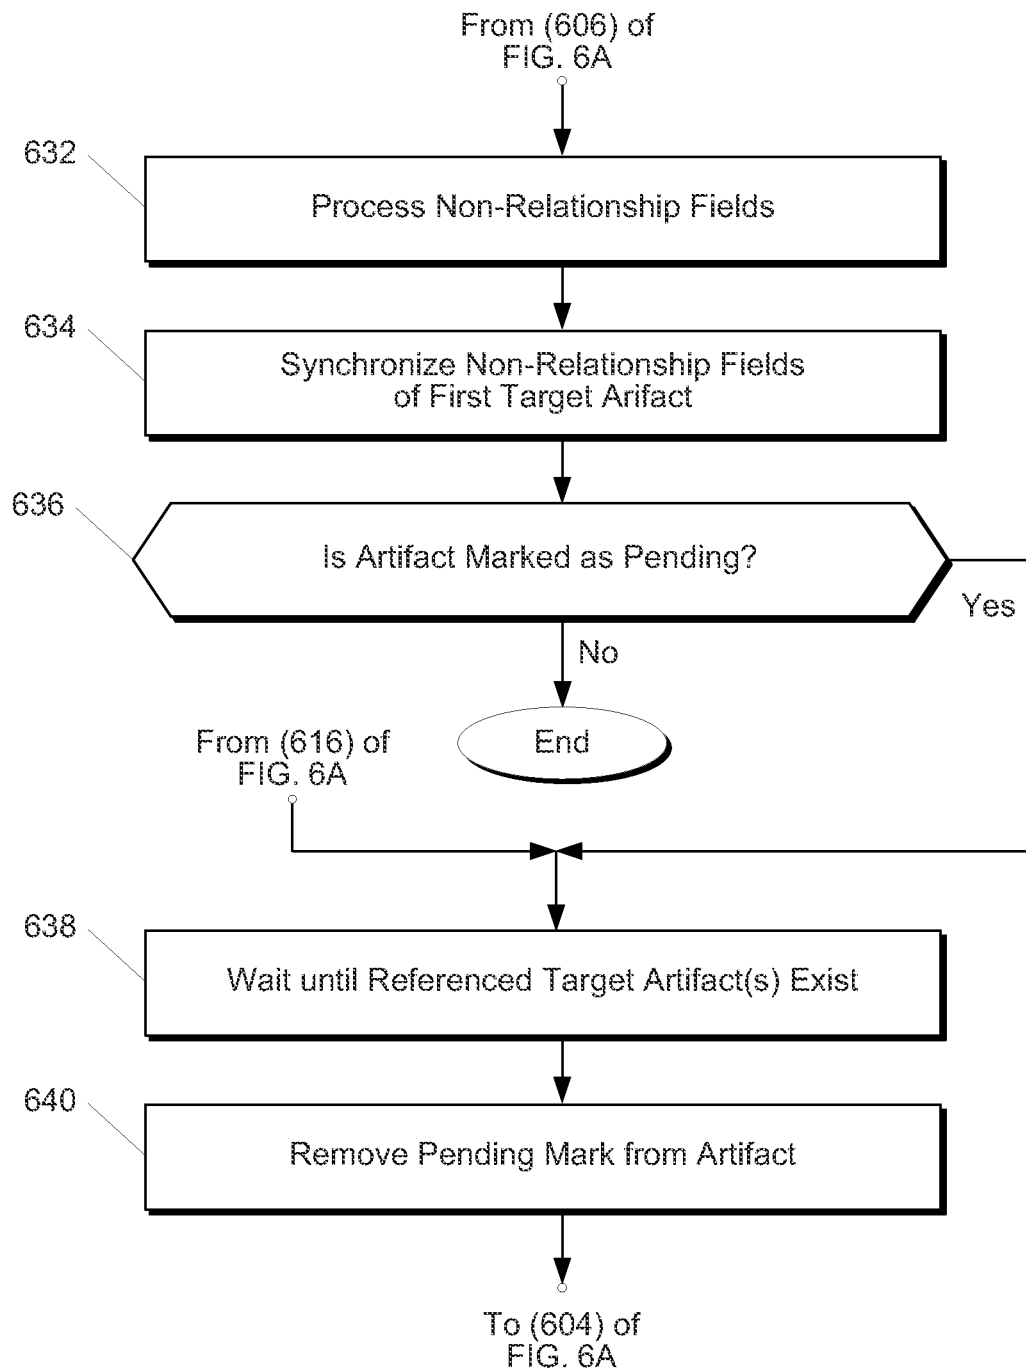 From (606) of
FIG. 6A
632
Process Non-Relationship Fields
634
Synchronize Non-Relationship Fields
of First Target Arifact
636
Is Artifact Marked as Pending?
Yes
No
End
From (616) of
FIG. 6A
638
Wait until Referenced Target Artifact(s) Exist
640
Remove Pending Mark from Artifact
To (604) of
FIG. 6A